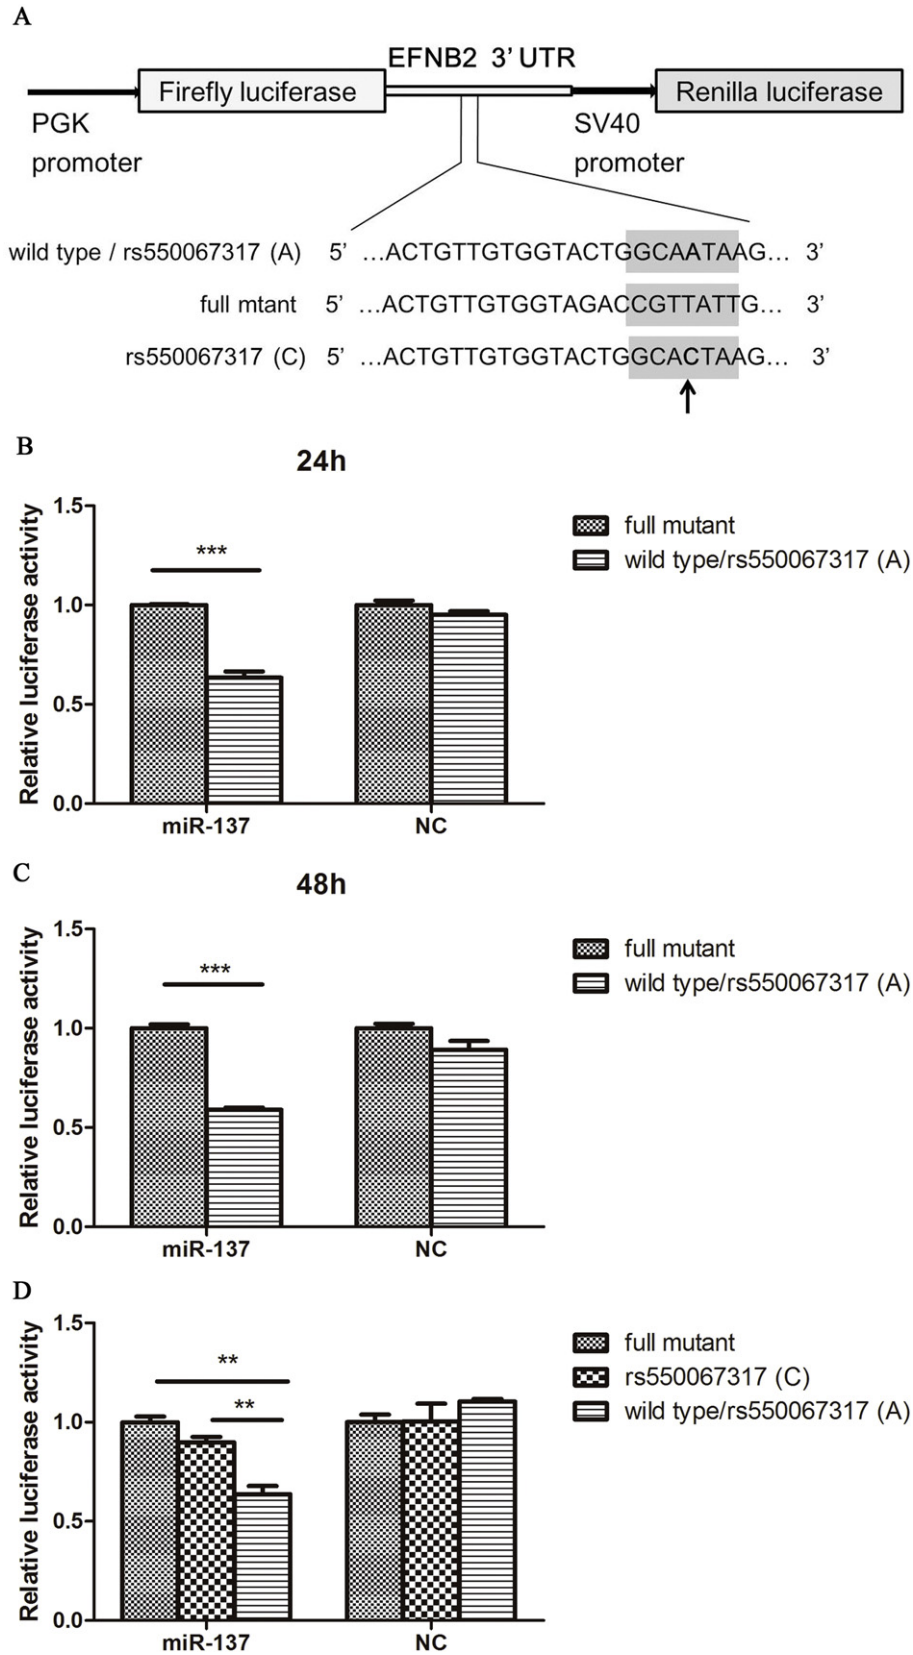 A
EFNB2 3’ UTR
Firefly luciferase
Renilla luciferase
PGK
promoter
SV40
promoter
wild type / rs550067317 (A) 5’ ...ACTGTTGTGGTACTGGCAATAAG... 3’
full mtant 5’ ...ACTGTTGTGGTAGACCGTTATTG... 3’
rs550067317 (C) 5’ ...ACTGTTGTGGTACTGGCACTAAG... 3’
B
24h
Relative luciferase activity
1.5
1.0
0.5
0.0
***
miR-137
NC
full mutant
wild type/rs550067317 (A)
C
48h
Relative luciferase activity
1.5
1.0
0.5
0.0
***
miR-137
NC
full mutant
wild type/rs550067317 (A)
D
Relative luciferase activity
1.5
1.0
0.5
0.0
**
**
miR-137
NC
full mutant
rs550067317 (C)
wild type/rs550067317 (A)